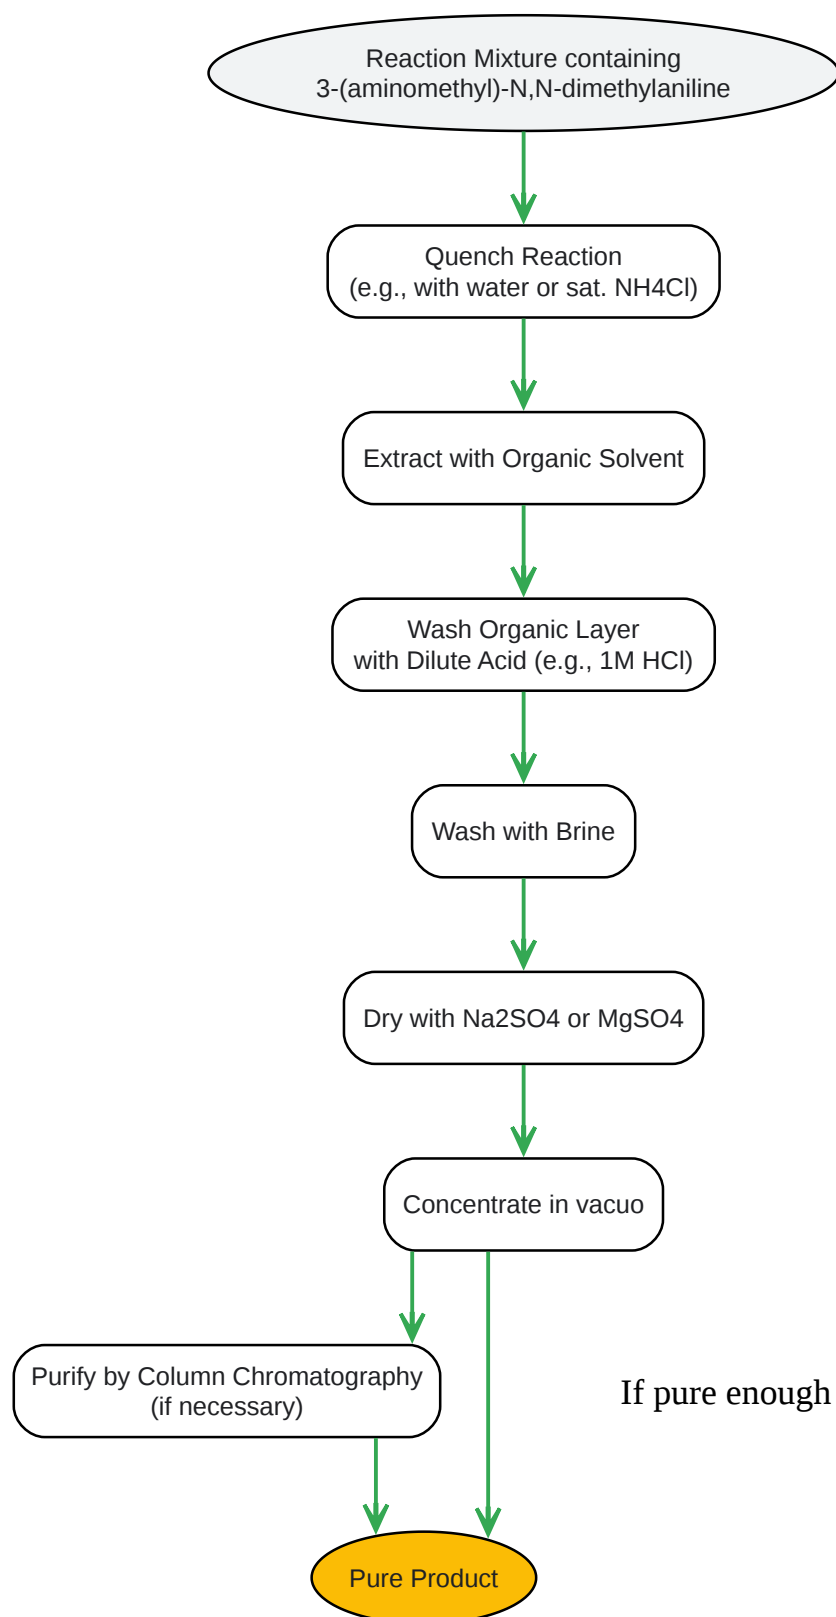 Reaction Mixture containing
3-(aminomethyl)-N,N-dimethylaniline
Quench Reaction
(e.g., with water or sat. NH4Cl)
Extract with Organic Solvent
Wash Organic Layer
with Dilute Acid (e.g., 1M HCl)
Wash with Brine
Dry with Na2SO4 or MgSO4
Concentrate in vacuo
Purify by Column Chromatography
(if necessary)
If pure enough
Pure Product